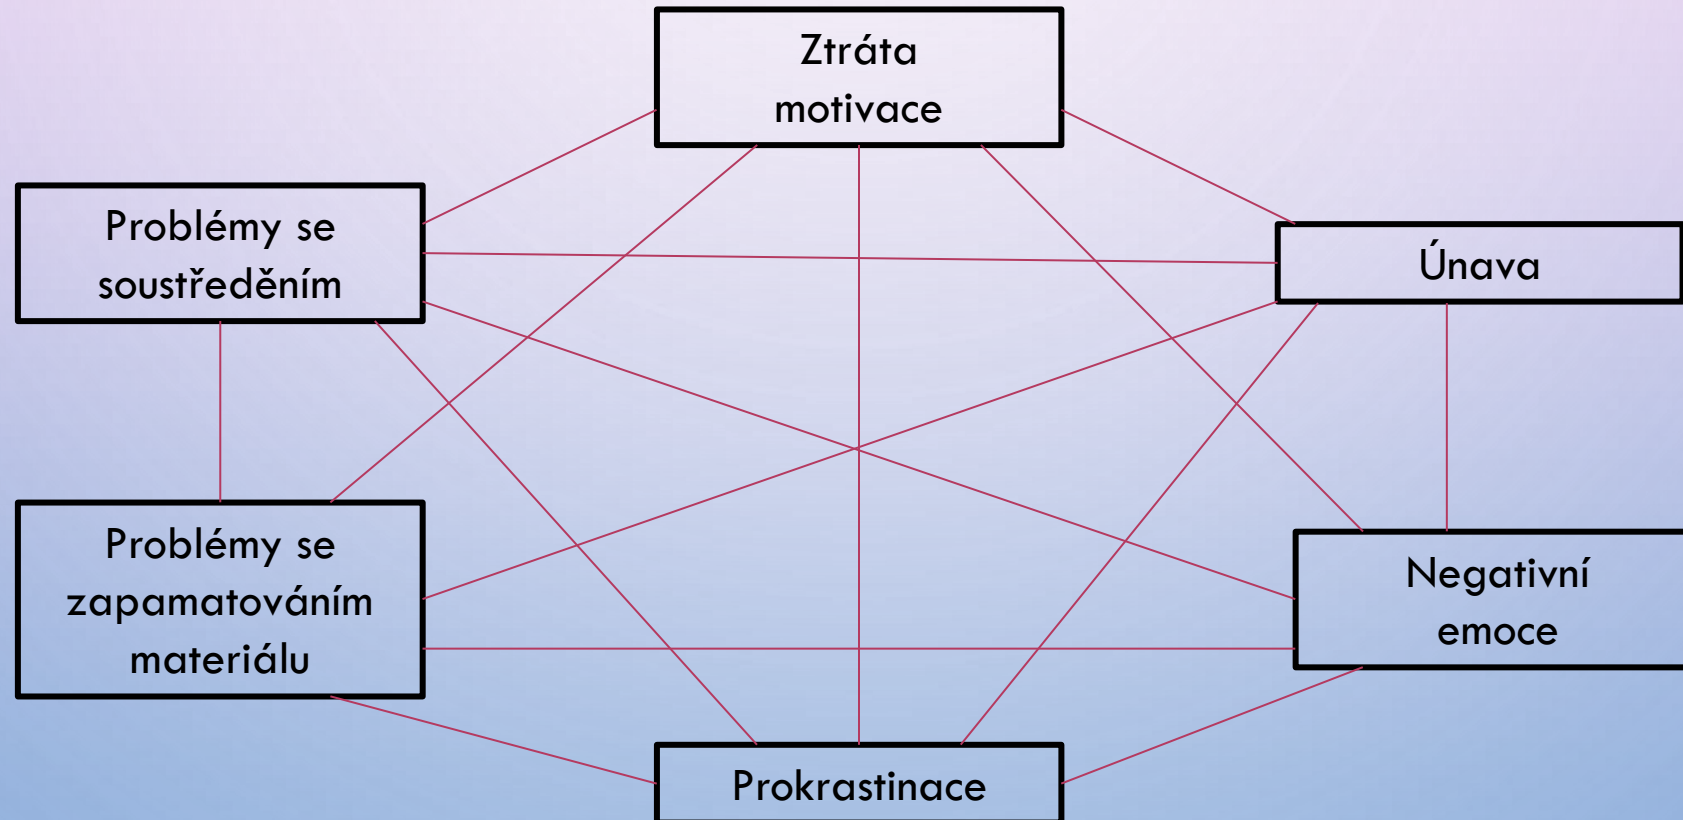 Ztráta
motivace
Problémy se
soustředěním
Únava
Problémy se
zapamatováním
materiálu
Negativní
emoce
Prokrastinace